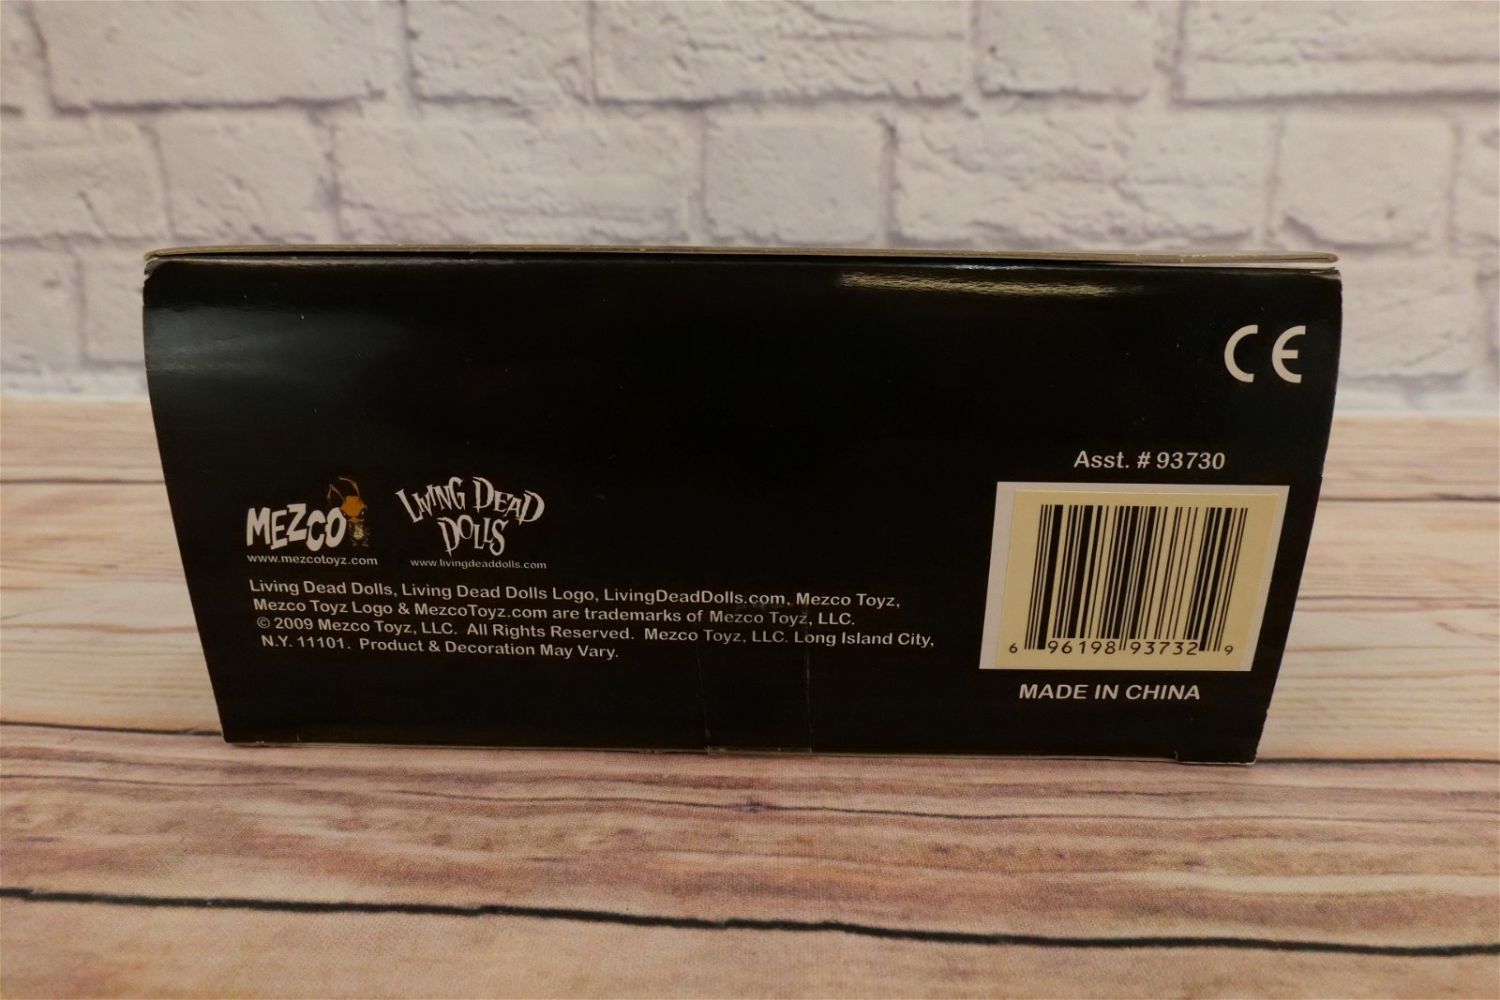 CE
Asst. # 93730
MEZCO
www.mezcotoyz.com
LIVING DEAD
DOLLS
www.livingdeaddolls.com
Living Dead Dolls, Living Dead Dolls Logo, LivingDeadDolls.com, Mezco Toyz,
Mezco Toyz Logo & MezcoToyz.com are trademarks of Mezco Toyz, LLC.
© 2009 Mezco Toyz, LLC. All Rights Reserved. Mezco Toyz, LLC. Long Island City,
N.Y. 11101. Product & Decoration May Vary.
6 96198 93732 9
MADE IN CHINA